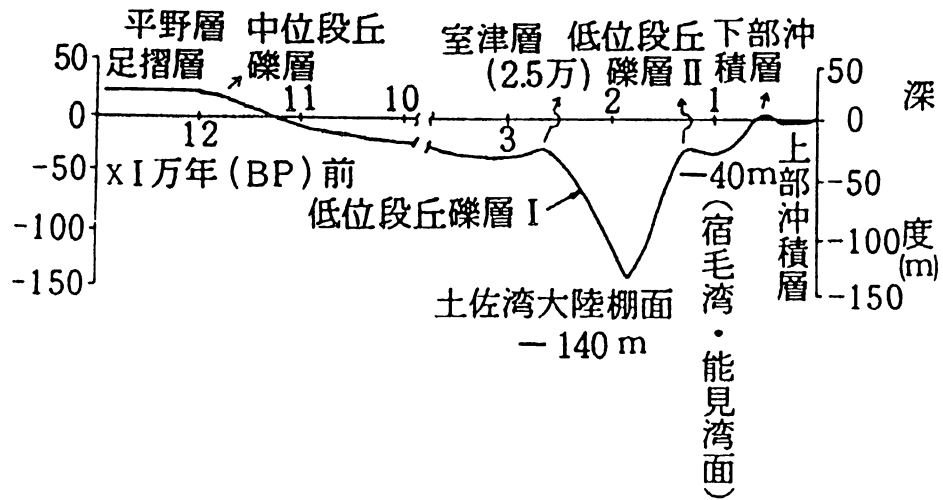 平野層 中位段丘
足摺層 礫層
室津層 低位段丘 下部沖
(2.5万) 礫層II 積層
50
0
-50
-100
-150
12 11 10 3 2 1
x1万年(BP)前
低位段丘礫層I
土佐湾大陸棚面
-140m
-40m
(宿毛湾・能見湾面)
上部沖積層
50
0
-50
-100
-150
深度
(m)